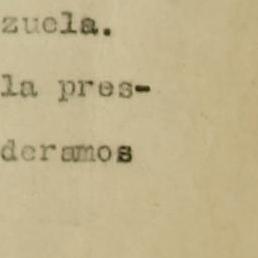 zuela.
la pres-
deramos